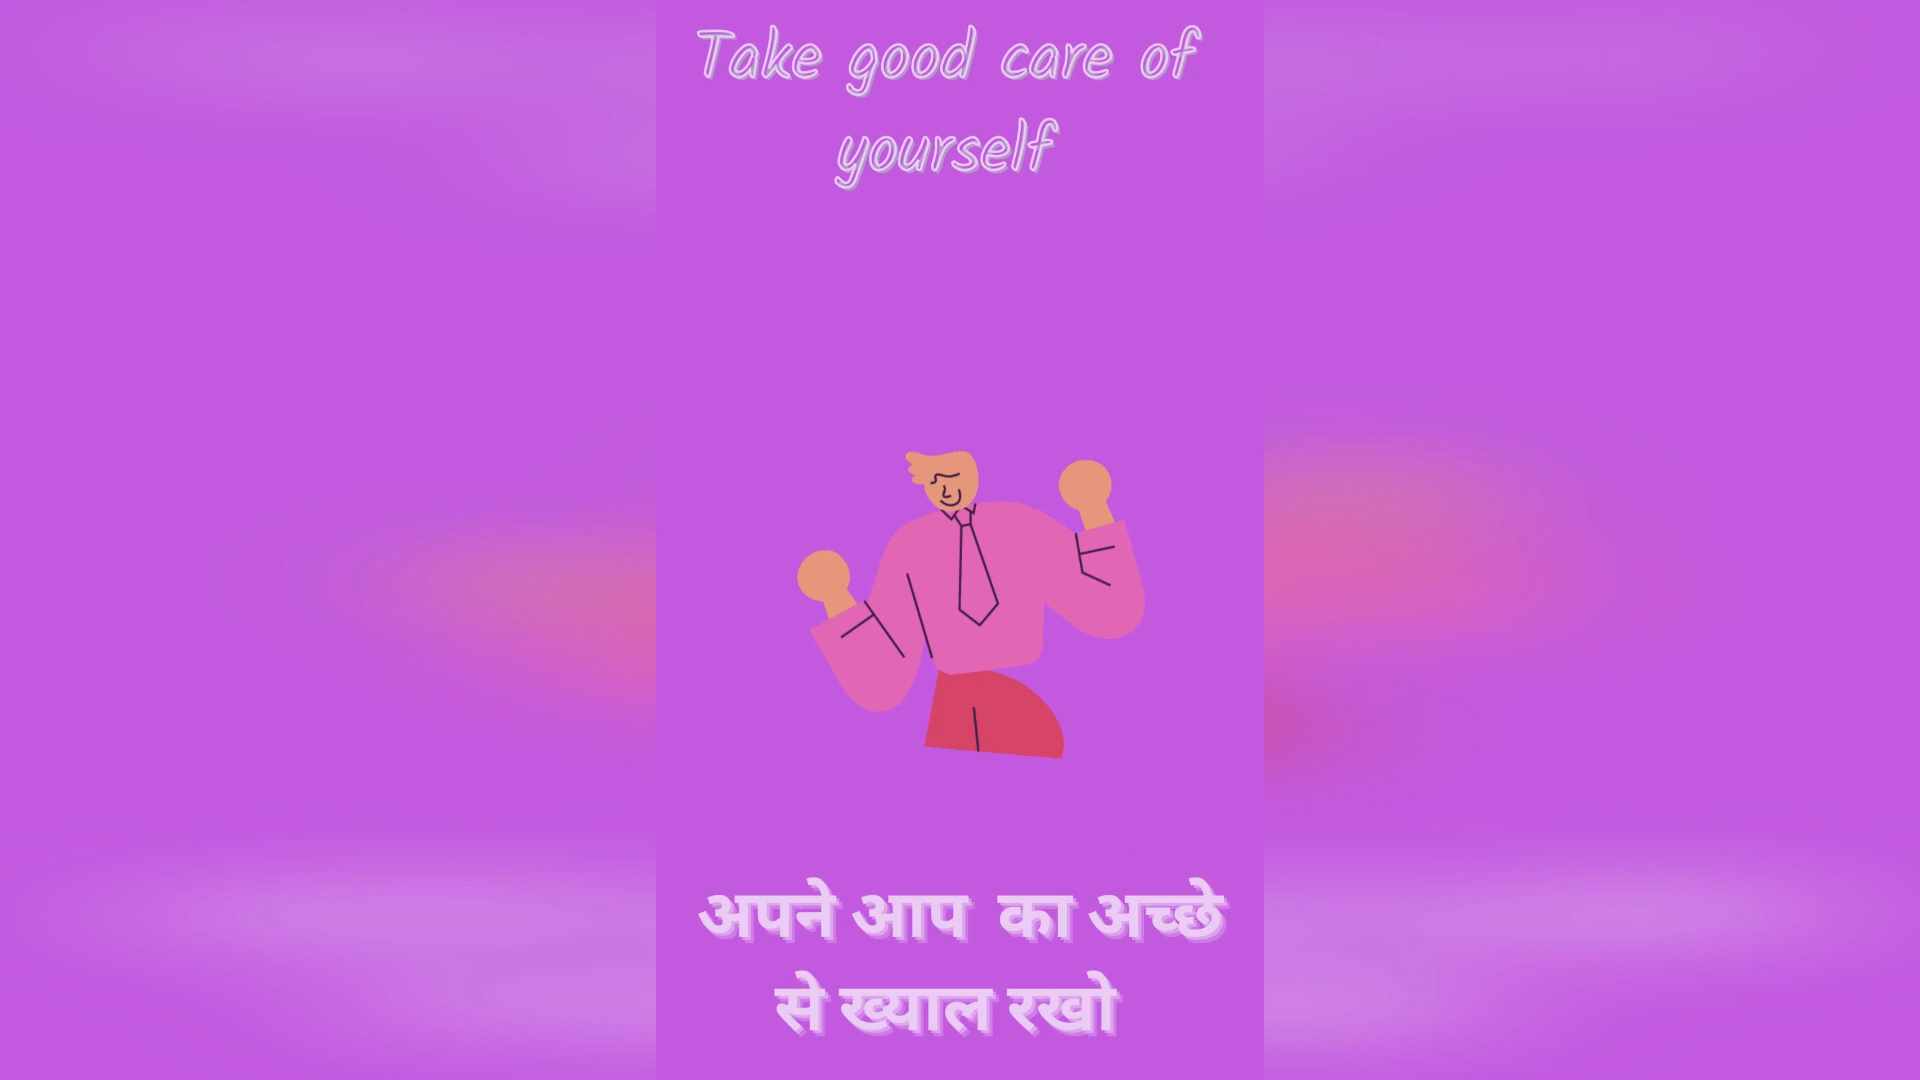 Take good care of
yourself
अपने आप का अच्छे
से ख्याल रखो